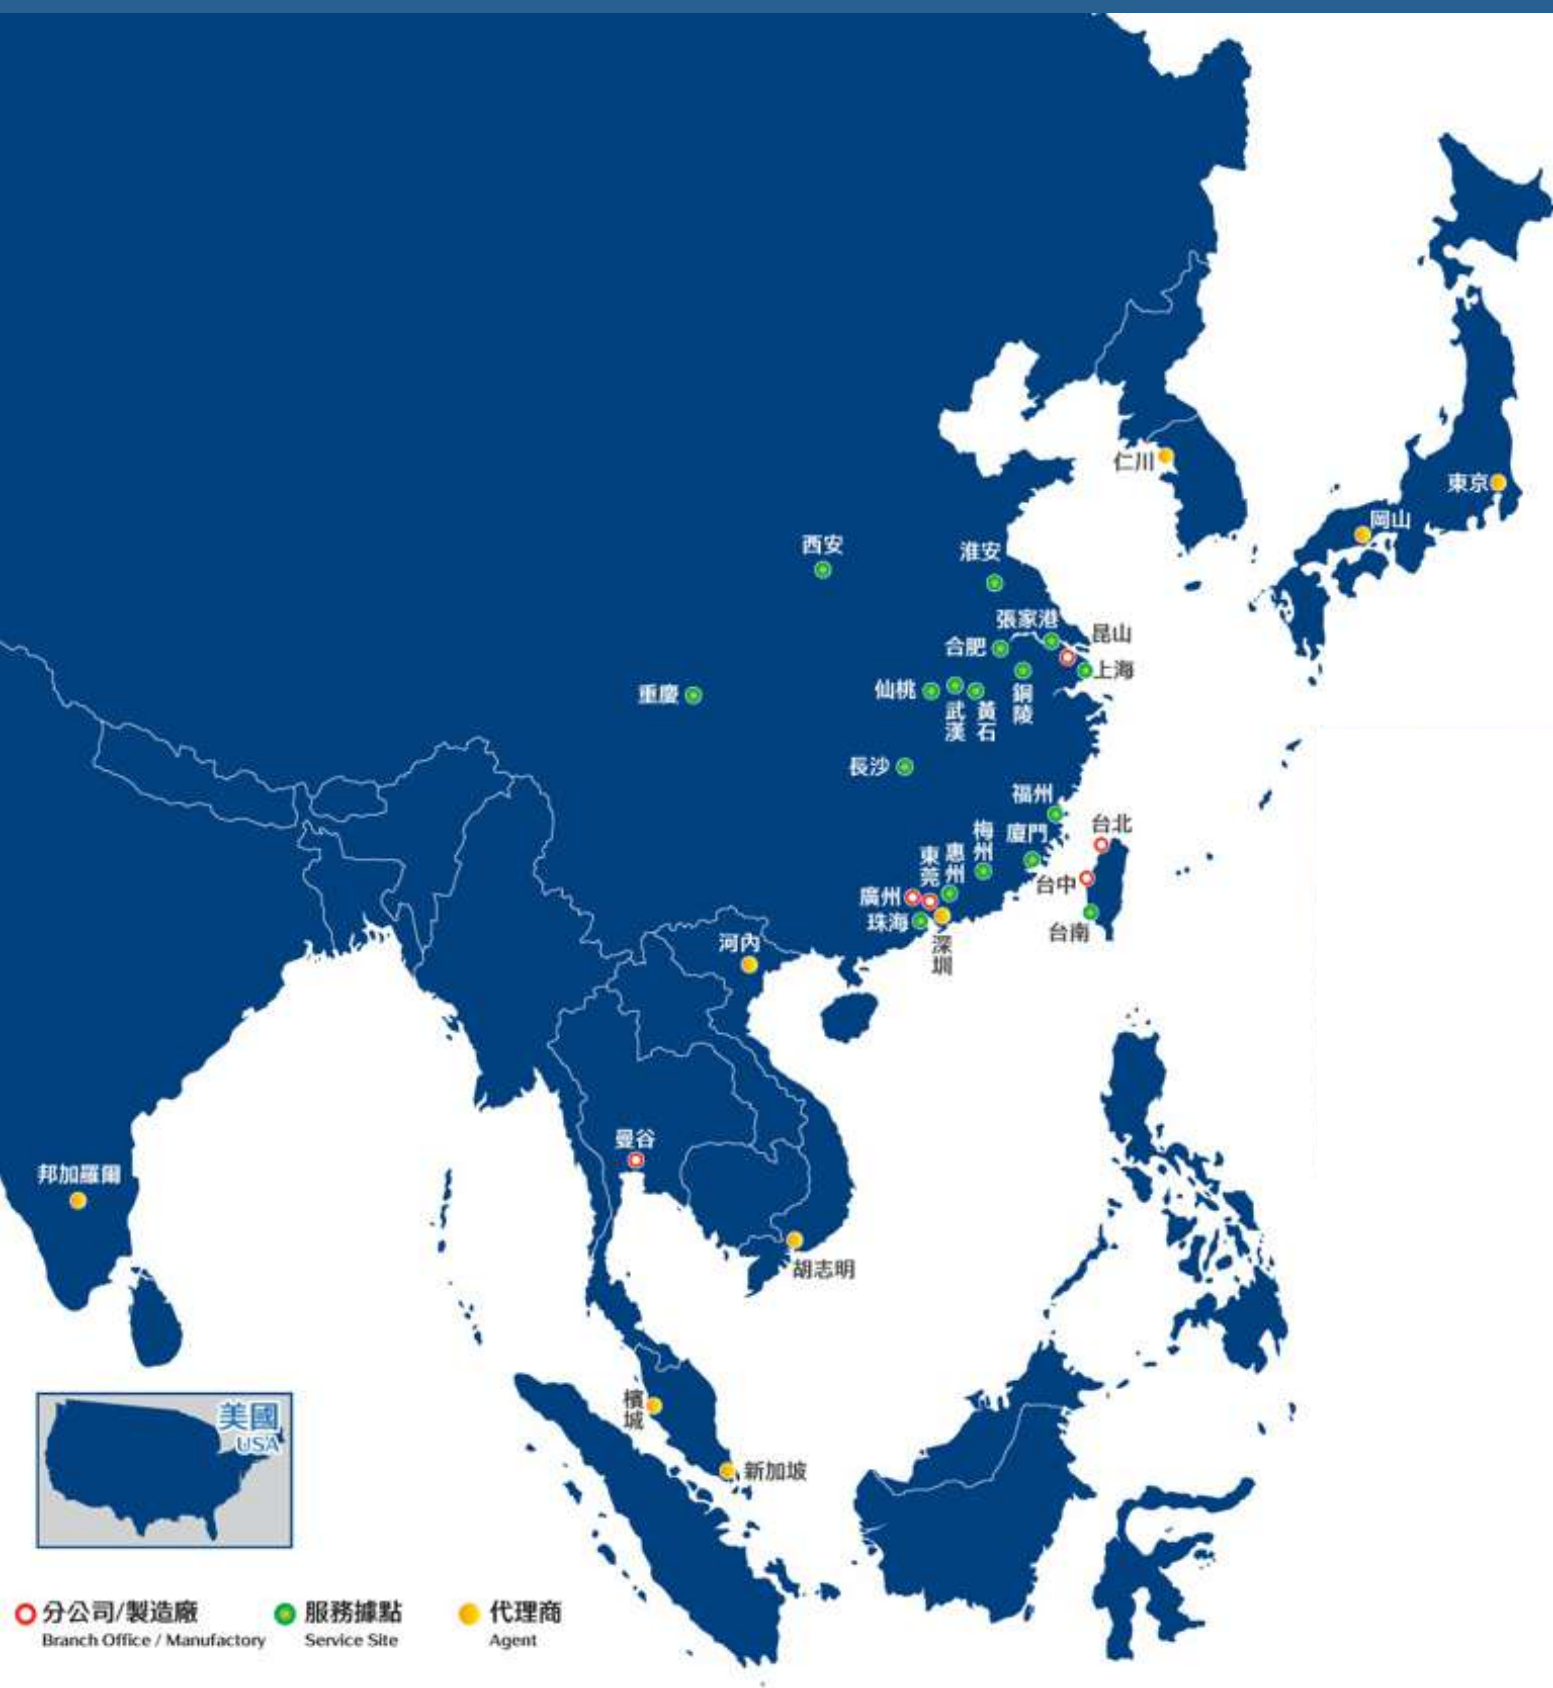 仁川
東京
岡山
西安
淮安
張家港
昆山
合肥
上海
仙桃
武漢
黃石
銅陵
重慶
長沙
福州
台北
梅州
廈門
惠州
東莞
台中
廣州
珠海
台南
深圳
河內
曼谷
邦加羅爾
胡志明
檳城
新加坡
美國
USA
分公司/製造廠
服務據點
代理商
Branch Office / Manufactory
Service Site
Agent